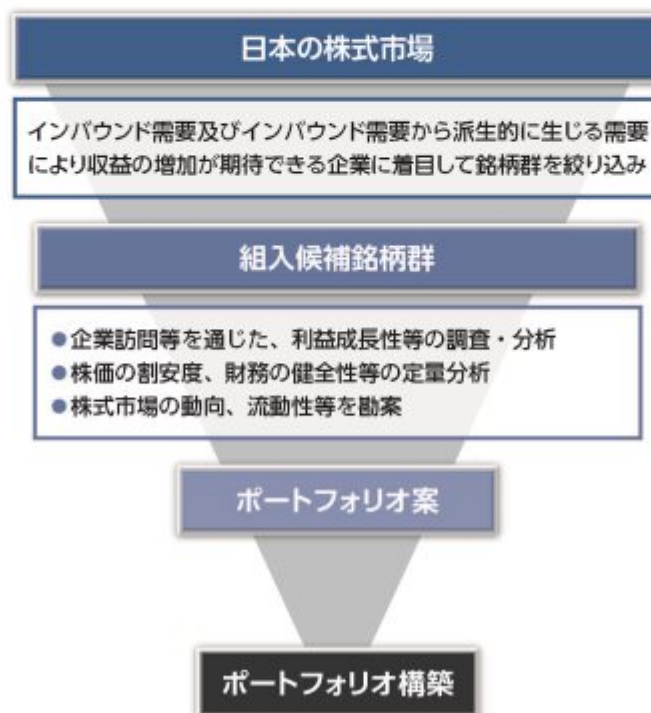 日本の株式市場
インバウンド需要及びインバウンド需要から派生的に生じる需要
により収益の増加が期待できる企業に着目して銘柄群を絞り込み
組入候補銘柄群
●企業訪問等を通じた、利益成長性等の調査・分析
●株価の割安度、財務の健全性等の定量分析
●株式市場の動向、流動性等を勘案
ポートフォリオ案
ポートフォリオ構築